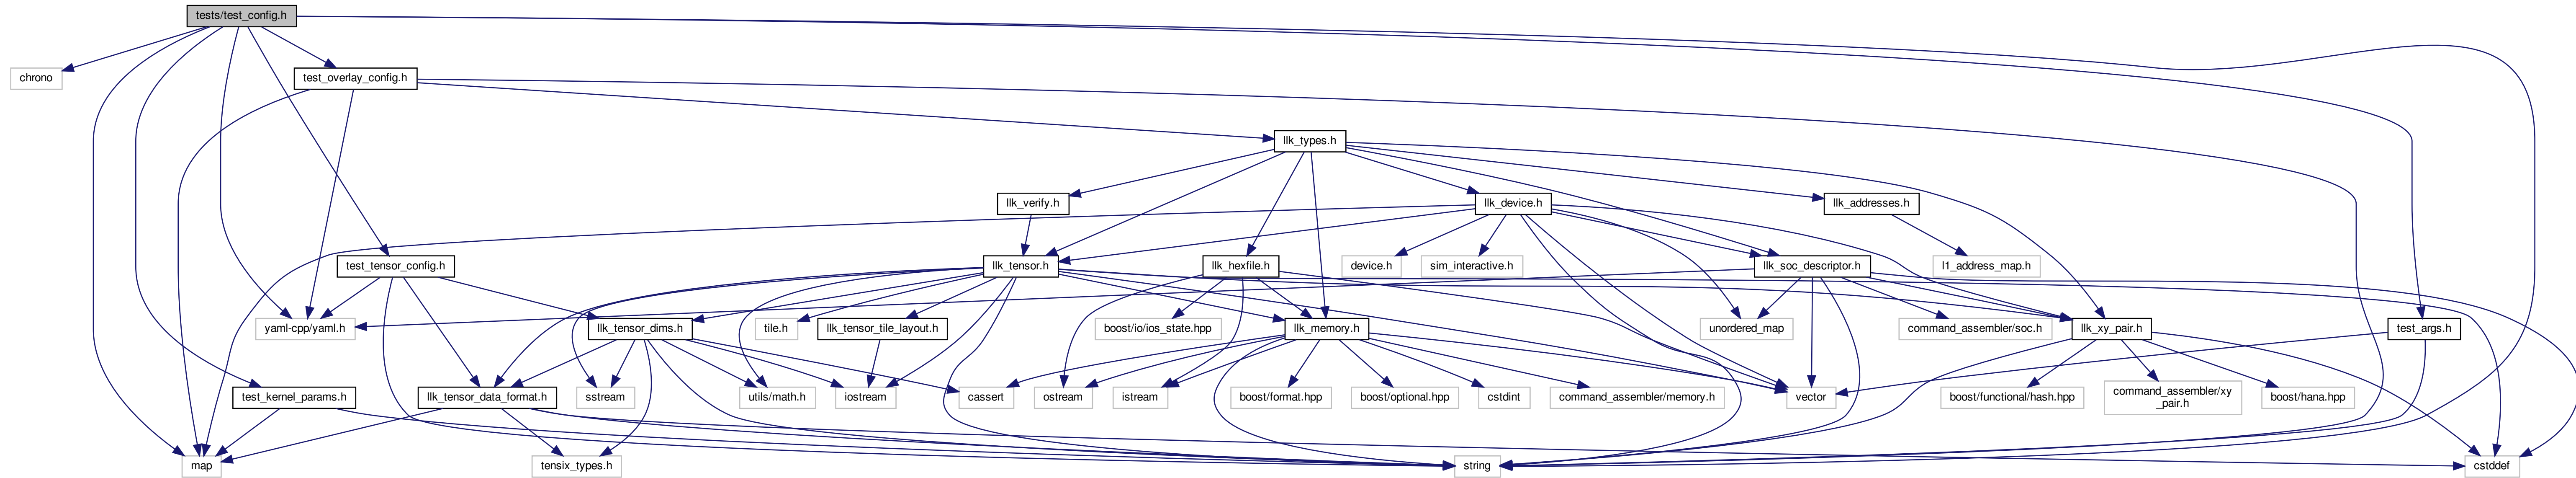 tests/test_config.h
chrono
test_overlay_config.h
llk_types.h
llk_verify.h
llk_device.h
llk_addresses.h
test_tensor_config.h
llk_tensor.h
llk_hexfile.h
device.h
sim_interactive.h
llk_soc_descriptor.h
l1_address_map.h
yaml-cpp/yaml.h
llk_tensor_dims.h
tile.h
llk_tensor_tile_layout.h
boost/io/ios_state.hpp
llk_memory.h
unordered_map
command_assembler/soc.h
llk_xy_pair.h
test_args.h
test_kernel_params.h
llk_tensor_data_format.h
sstream
utils/math.h
iostream
cassert
ostream
istream
boost/format.hpp
boost/optional.hpp
cstdint
command_assembler/memory.h
vector
boost/functional/hash.hpp
command_assembler/xy
_pair.h
boost/hana.hpp
map
tensix_types.h
string
cstddef